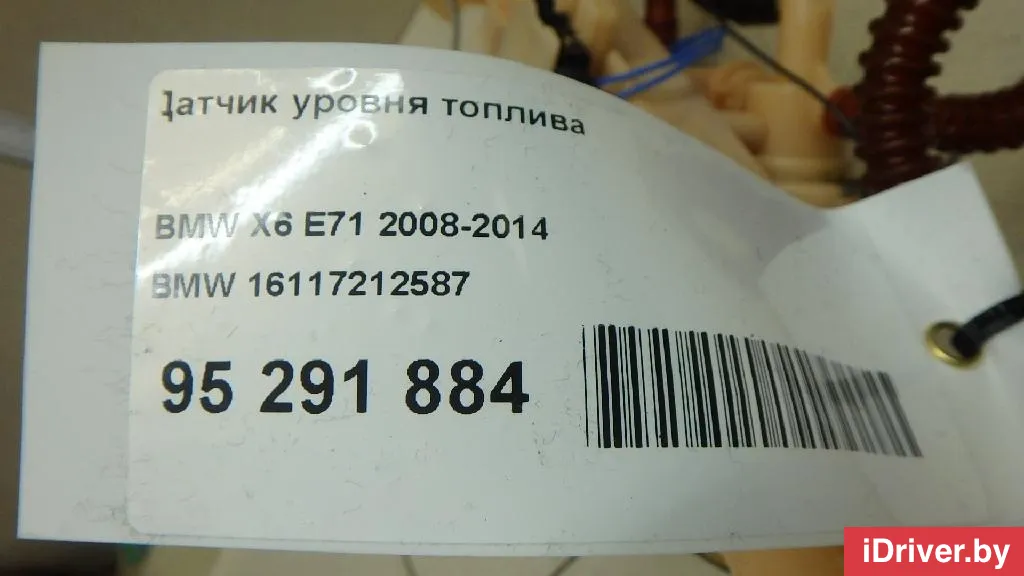 Датчик уровня топлива
BMW X6 E71 2008-2014
BMW 16117212587
95 291 884
iDriver.by